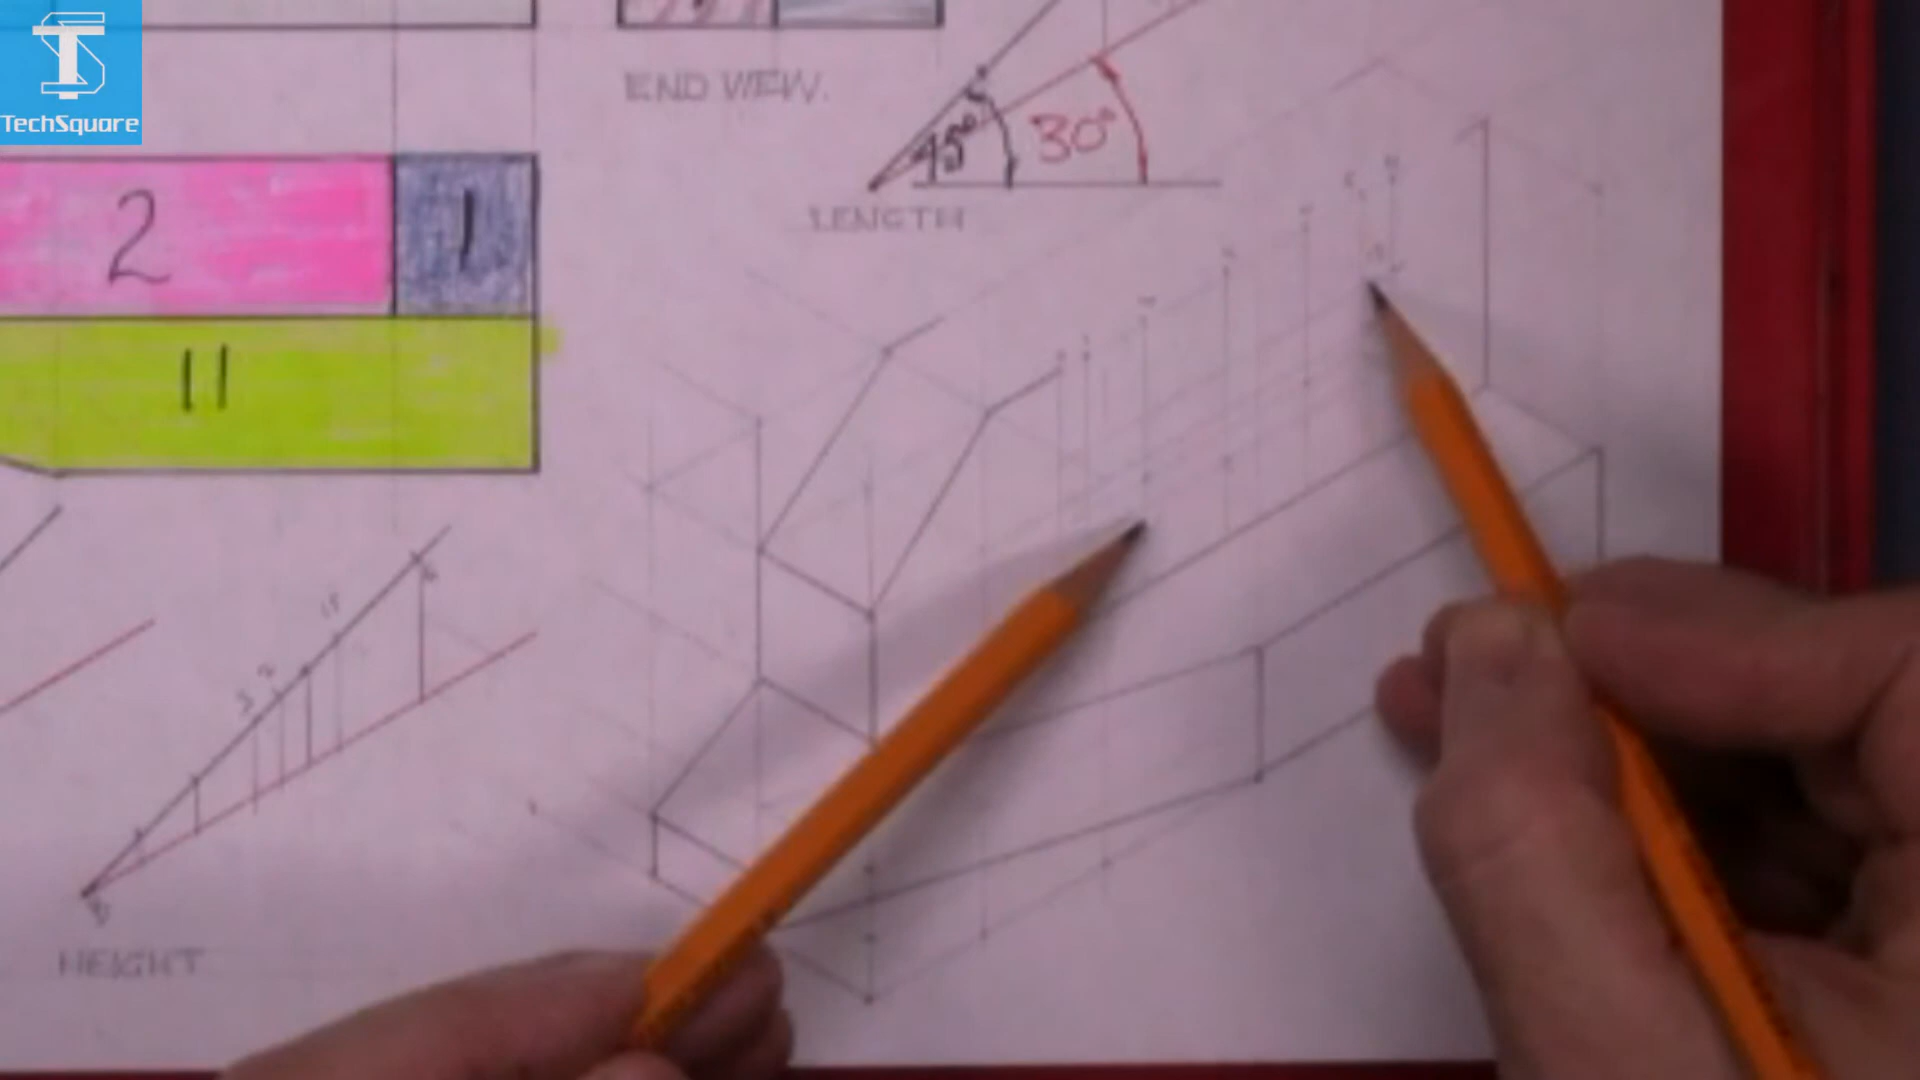 TechSquare
END VIEW.
45° 30°
LENGTH
2 1
11
HEIGHT